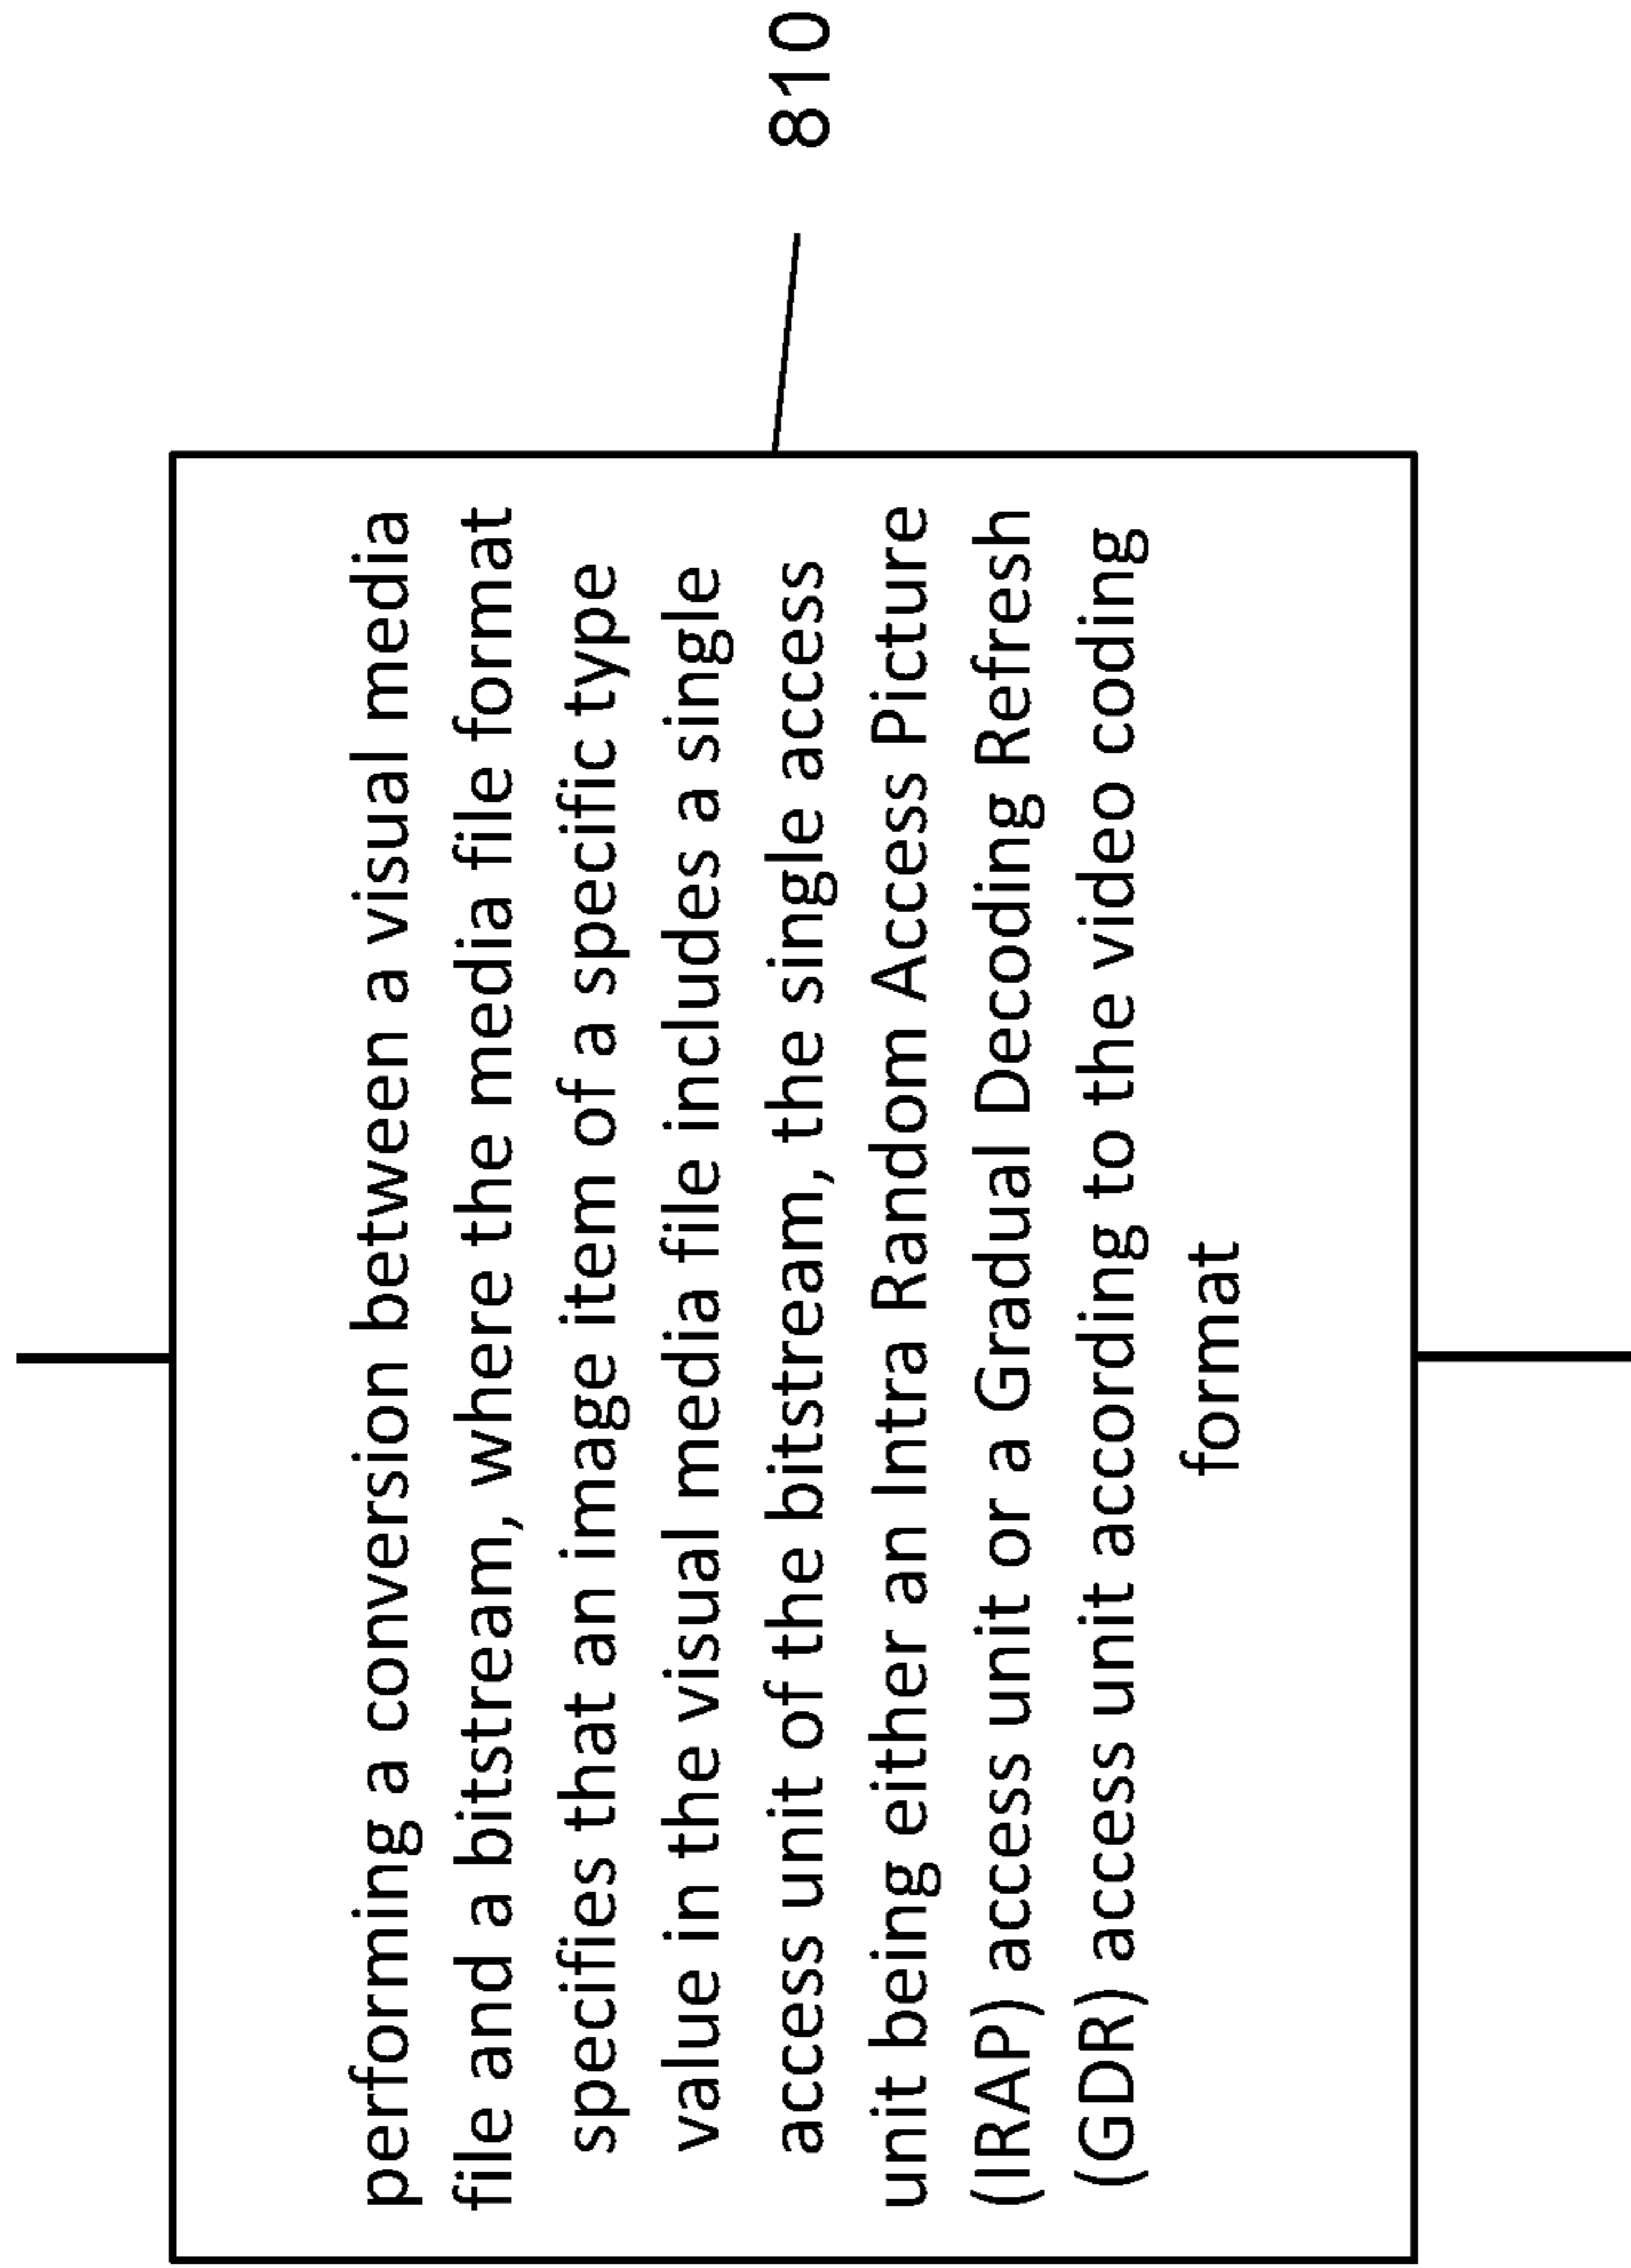 performing a conversion between a visual media
file and a bitstream, where the media file format
specifies that an image item of a specific type
value in the visual media file includes a single
access unit of the bitstream, the single access
unit being either an Intra Random Access Picture
(IRAP) access unit or a Gradual Decoding Refresh
(GDR) access unit according to the video coding
format
810